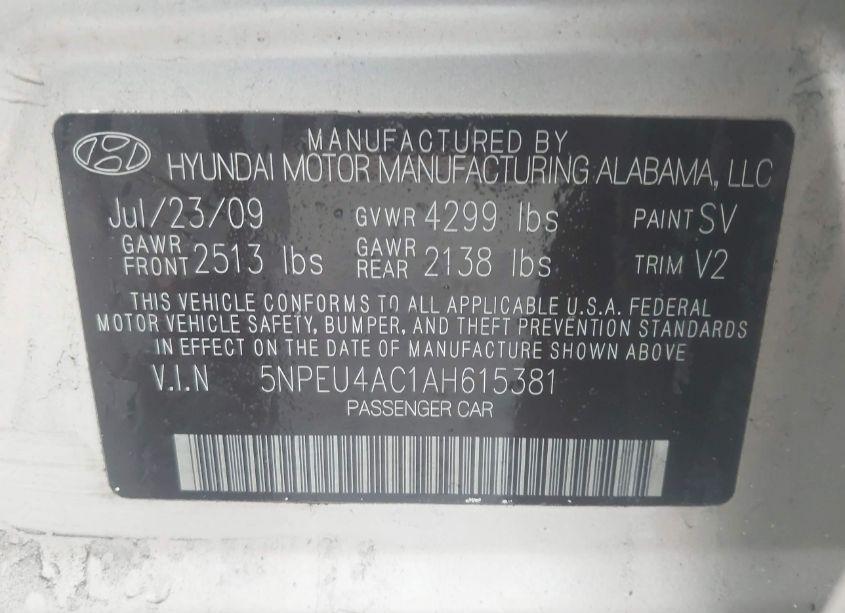 MANUFACTURED BY
HYUNDAI MOTOR MANUFACTURING ALABAMA, LLC
Jul/23/09 GVWR 4299 lbs PAINT SV
GAWR FRONT 2513 lbs GAWR REAR 2138 lbs TRIM V2
THIS VEHICLE CONFORMS TO ALL APPLICABLE U.S.A. FEDERAL
MOTOR VEHICLE SAFETY, BUMPER, AND THEFT PREVENTION STANDARDS
IN EFFECT ON THE DATE OF MANUFACTURE SHOWN ABOVE
V.I.N 5NPEU4AC1AH615381
PASSENGER CAR